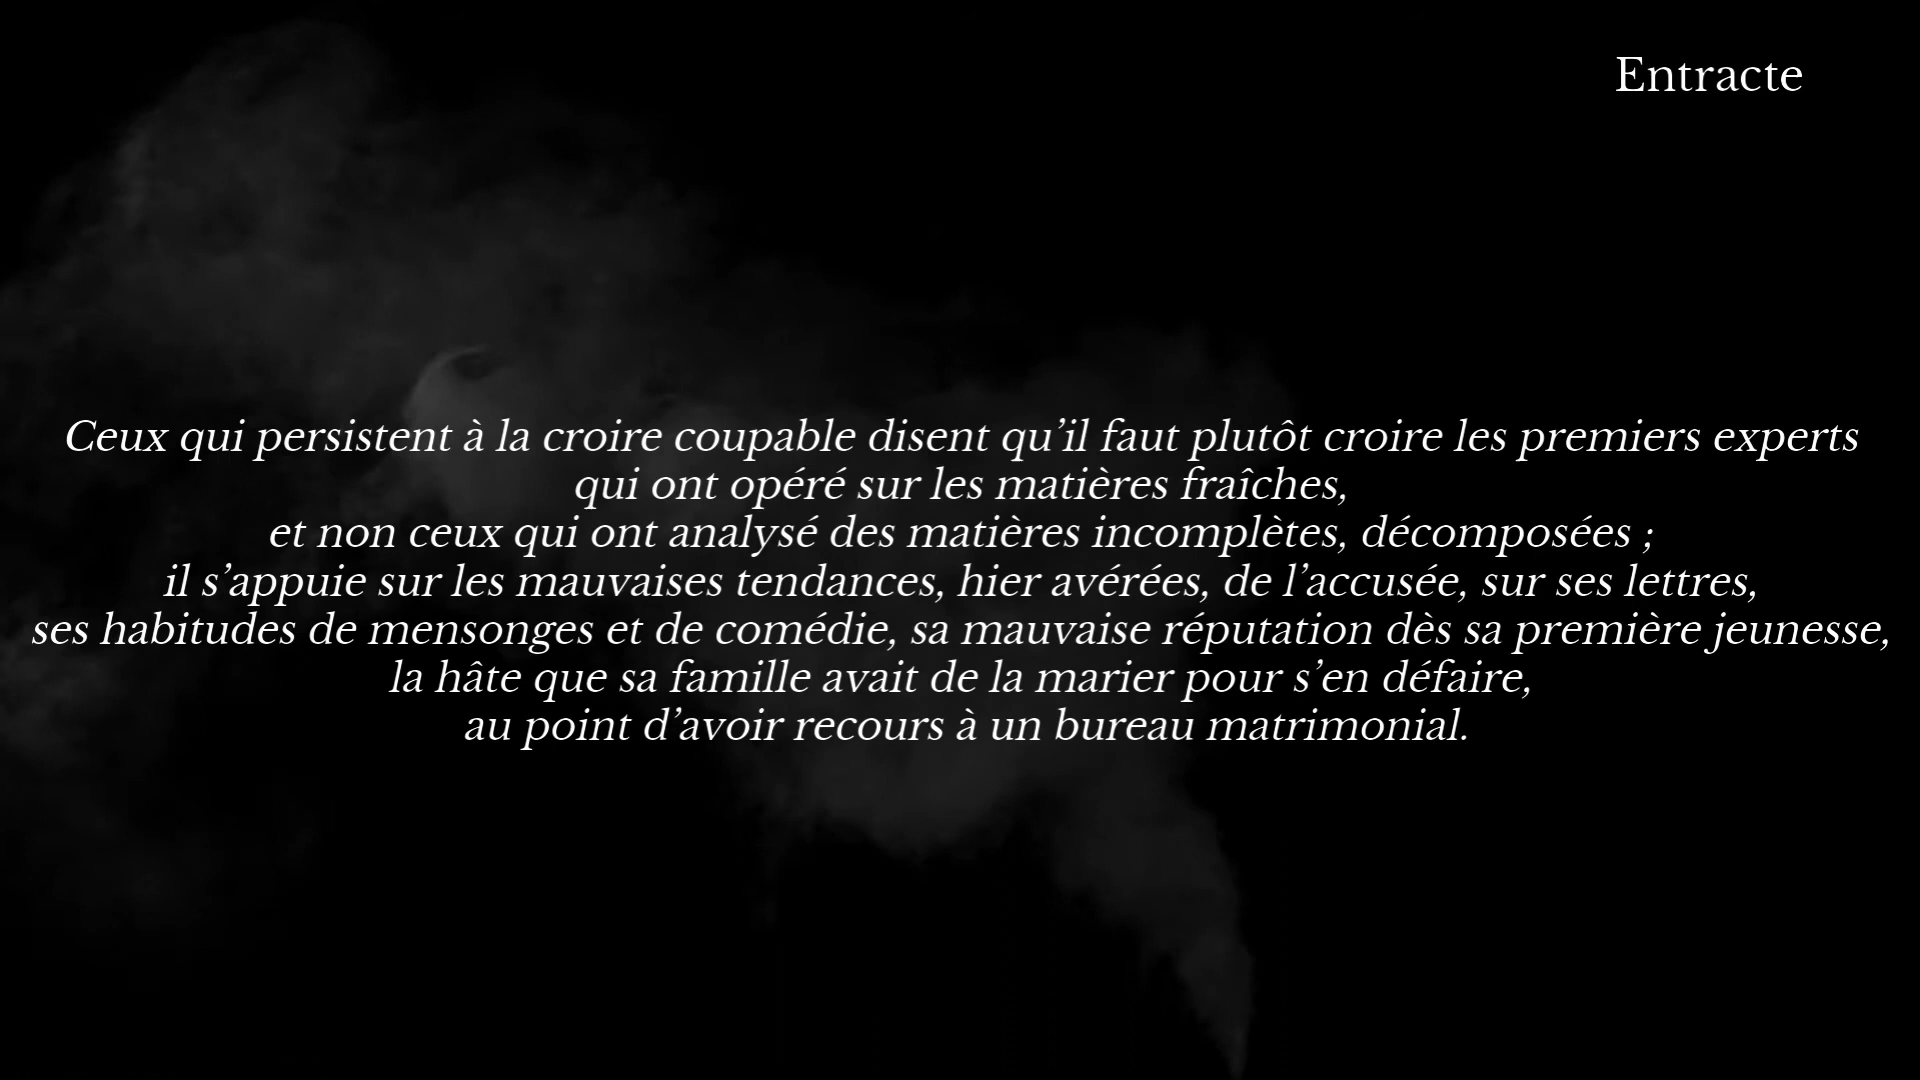 Entracte
Ceux qui persistent à la croire coupable disent qu’il faut plutôt croire les premiers experts
qui ont opéré sur les matières fraîches,
et non ceux qui ont analysé des matières incomplètes, décomposées ;
il s’appuie sur les mauvaises tendances, hier avérées, de l’accusée, sur ses lettres,
ses habitudes de mensonges et de comédie, sa mauvaise réputation dès sa première jeunesse,
la hâte que sa famille avait de la marier pour s’en défaire,
au point d’avoir recours à un bureau matrimonial.